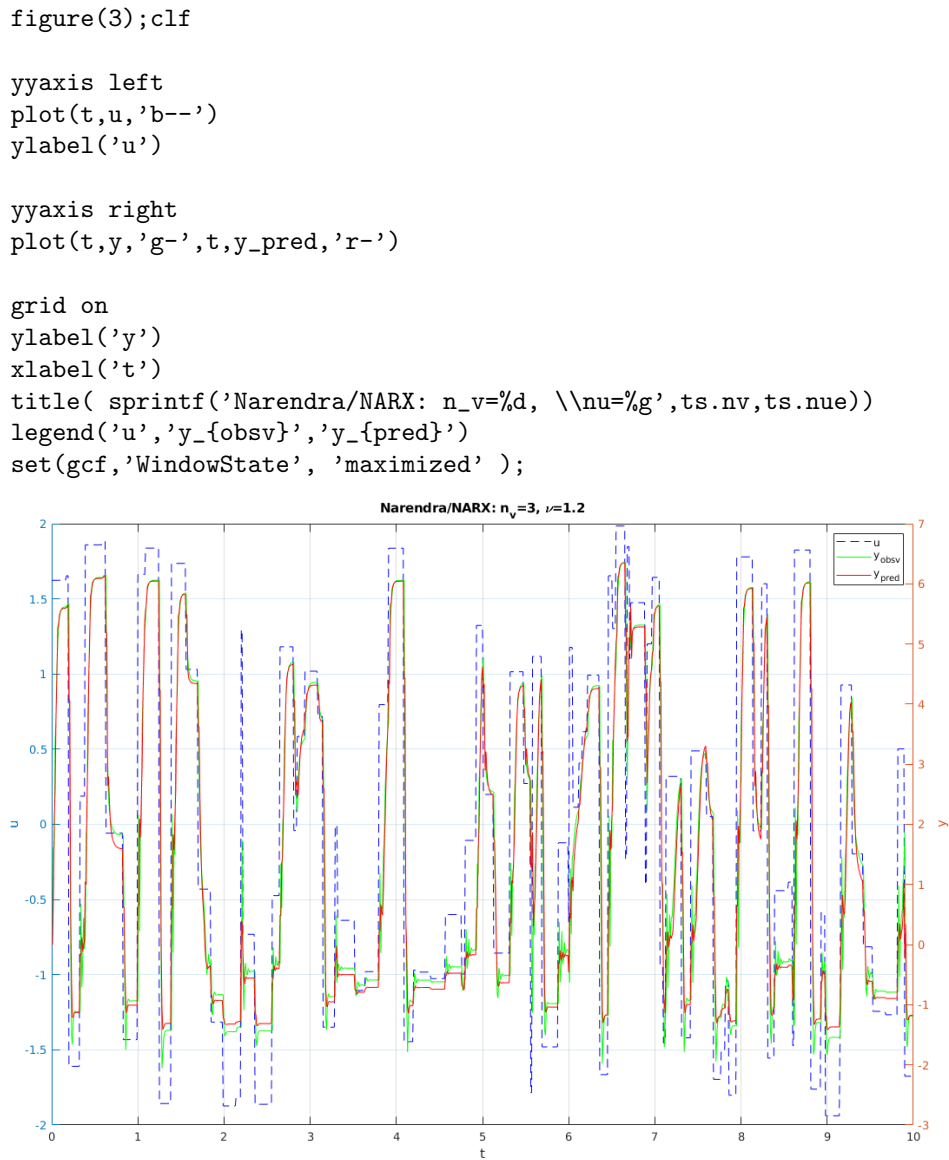 figure(3);clf
yyaxis left
plot(t,u,'b--')
ylabel('u')
yyaxis right
plot(t,y,'g-',t,y_pred,'r-')
grid on
ylabel('y')
xlabel('t')
title( sprintf('Narendra/NARX: n_v=%d, \\nu=%g',ts.nv,ts.nue))
legend('u','y_{obsv}','y_{pred}')
set(gcf,'WindowState', 'maximized' );
Narendra/NARX: n_v=3, ν=1.2
u
y_obsv
y_pred
2
1.5
1
0.5
0
-0.5
-1
-1.5
-2
u
7
6
5
4
3
2
1
0
-1
-2
-3
y
0 1 2 3 4 5 6 7 8 9 10
t